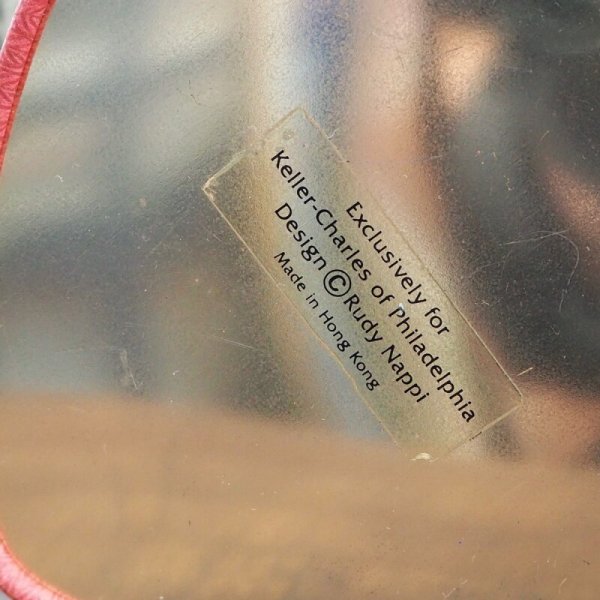 Exclusively for
Keller-Charles of Philadelphia
Design © Rudy Nappi
Made in Hong Kong